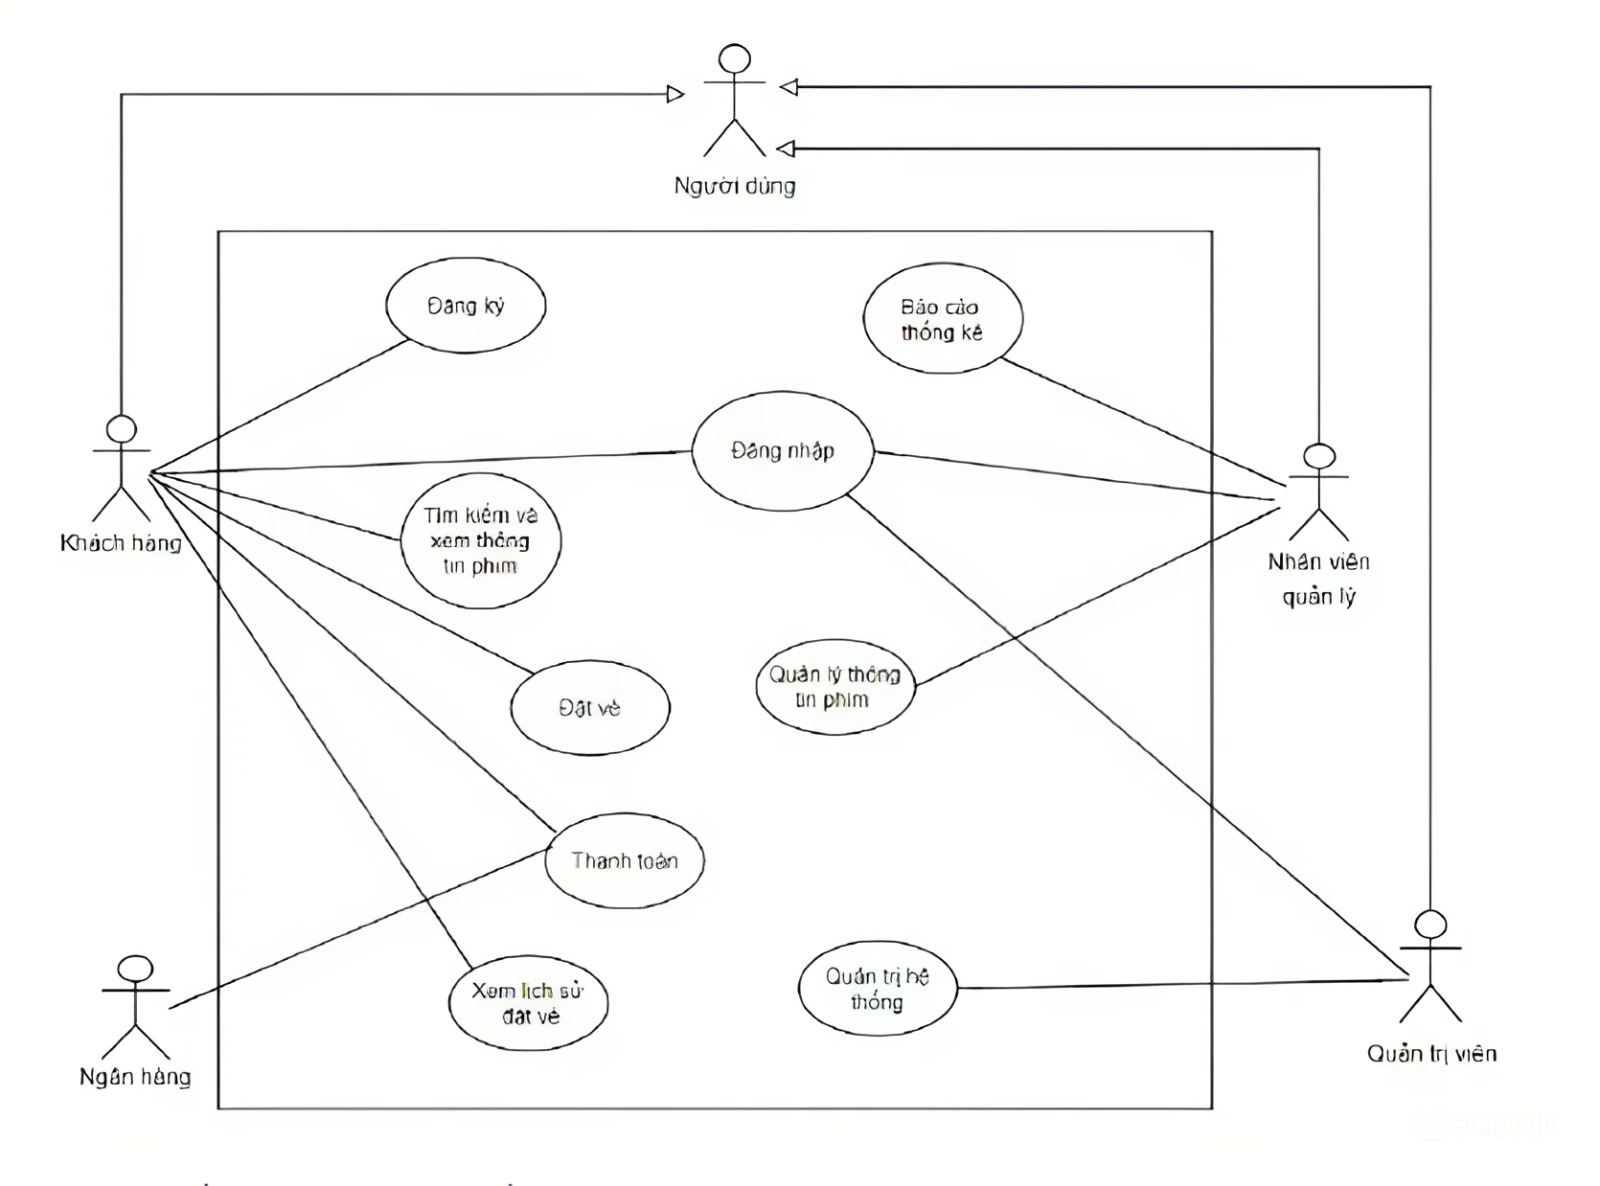 Người dùng
Đăng ký
Báo cáo
thống kê
Đăng nhập
Tìm kiếm và
xem thông
tin phim
Khách hàng
Nhân viên
quản lý
Quản lý thông
tin phim
Đặt vé
Thanh toán
Xem lịch sử
đặt vé
Quản trị hệ
thống
Ngân hàng
Quản trị viên